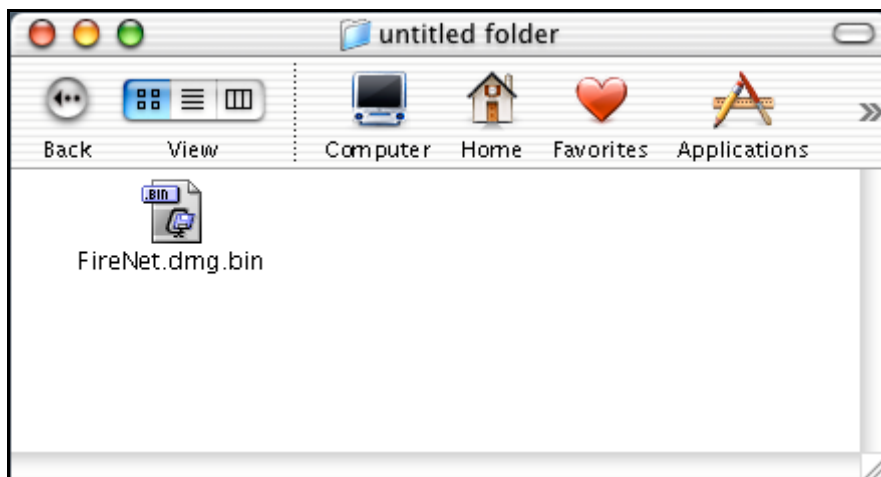 untitled folder
Back View Computer Home Favorites Applications
.BIN
FireNet.dmg.bin